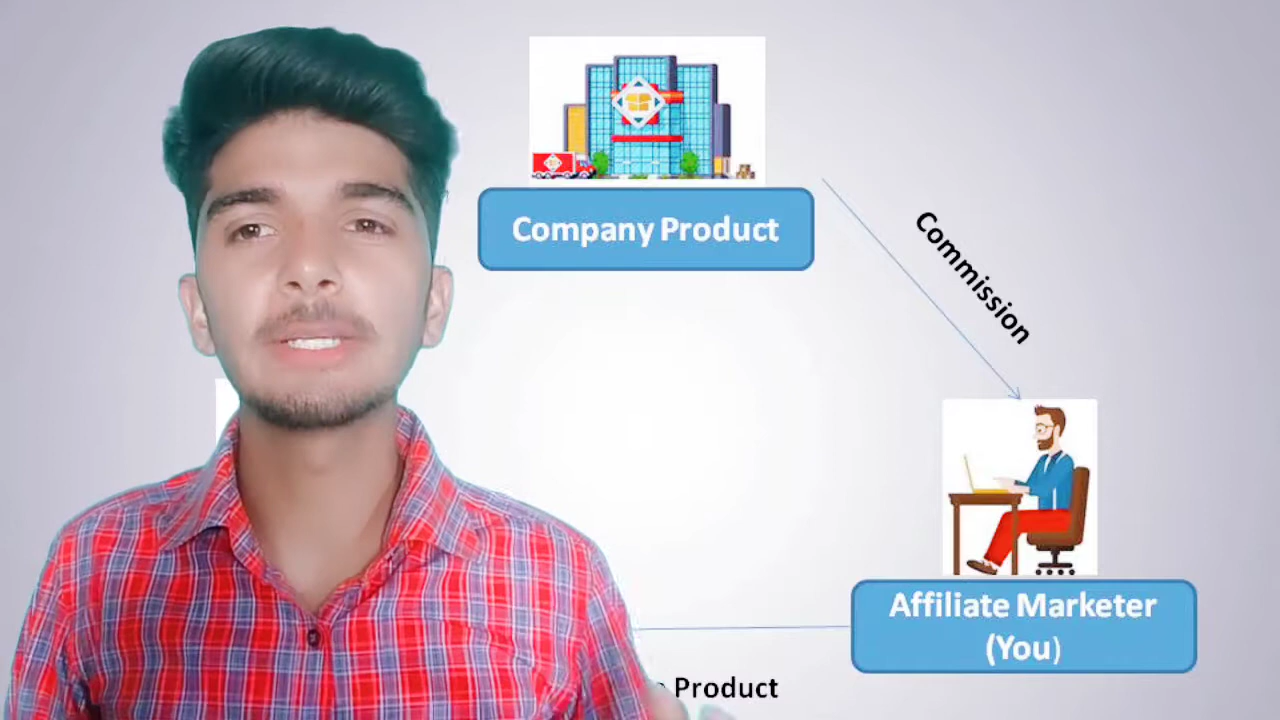 Company Product
Commission
Affiliate Marketer
(You)
Product